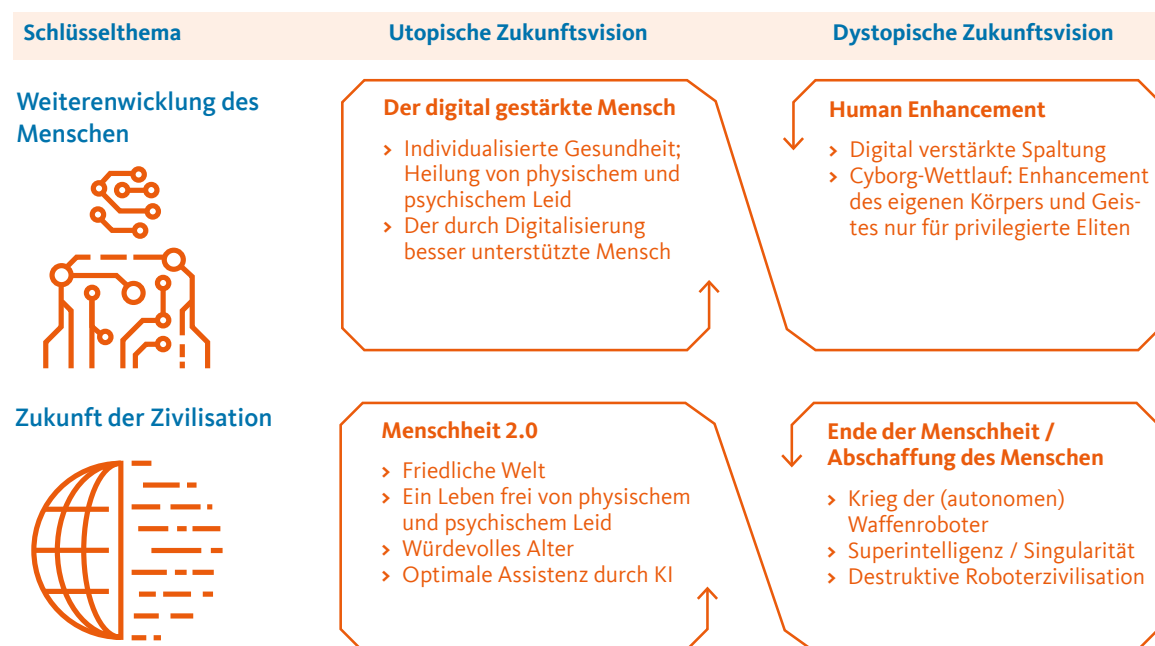 Schlüsselthema
Utopische Zukunftsvision
Dystopische Zukunftsvision
Weiterenwicklung des
Menschen
Der digital gestärkte Mensch
› Individualisierte Gesundheit;
Heilung von physischem und
psychischem Leid
› Der durch Digitalisierung
besser unterstützte Mensch
Human Enhancement
› Digital verstärkte Spaltung
› Cyborg-Wettlauf: Enhancement
des eigenen Körpers und Geis-
tes nur für privilegierte Eliten
Zukunft der Zivilisation
Menschheit 2.0
› Friedliche Welt
› Ein Leben frei von physischem
und psychischem Leid
› Würdevolles Alter
› Optimale Assistenz durch KI
Ende der Menschheit /
Abschaffung des Menschen
› Krieg der (autonomen)
Waffenroboter
› Superintelligenz / Singularität
› Destruktive Roboterzivilisation